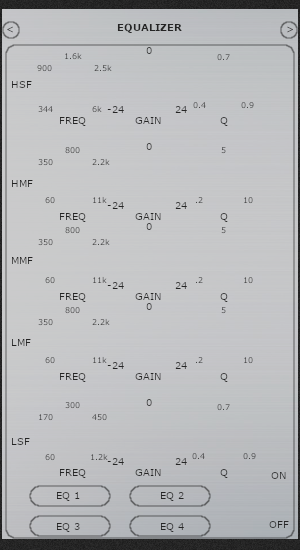 < EQUALIZER >
0
1.6k 0.7
900 2.5k
HSF
344 6k -24 24 0.4 0.9
FREQ GAIN Q
800 0 5
350 2.2k
HMF
60 11k -24 24 .2 10
FREQ GAIN Q
800 0 5
350 2.2k
MMF
60 11k -24 24 .2 10
FREQ GAIN Q
800 0 5
350 2.2k
LMF
60 11k -24 24 .2 10
FREQ GAIN Q
300 0 0.7
170 450
LSF
60 1.2k -24 24 0.4 0.9
FREQ GAIN Q
ON
EQ 1 EQ 2
EQ 3 EQ 4 OFF